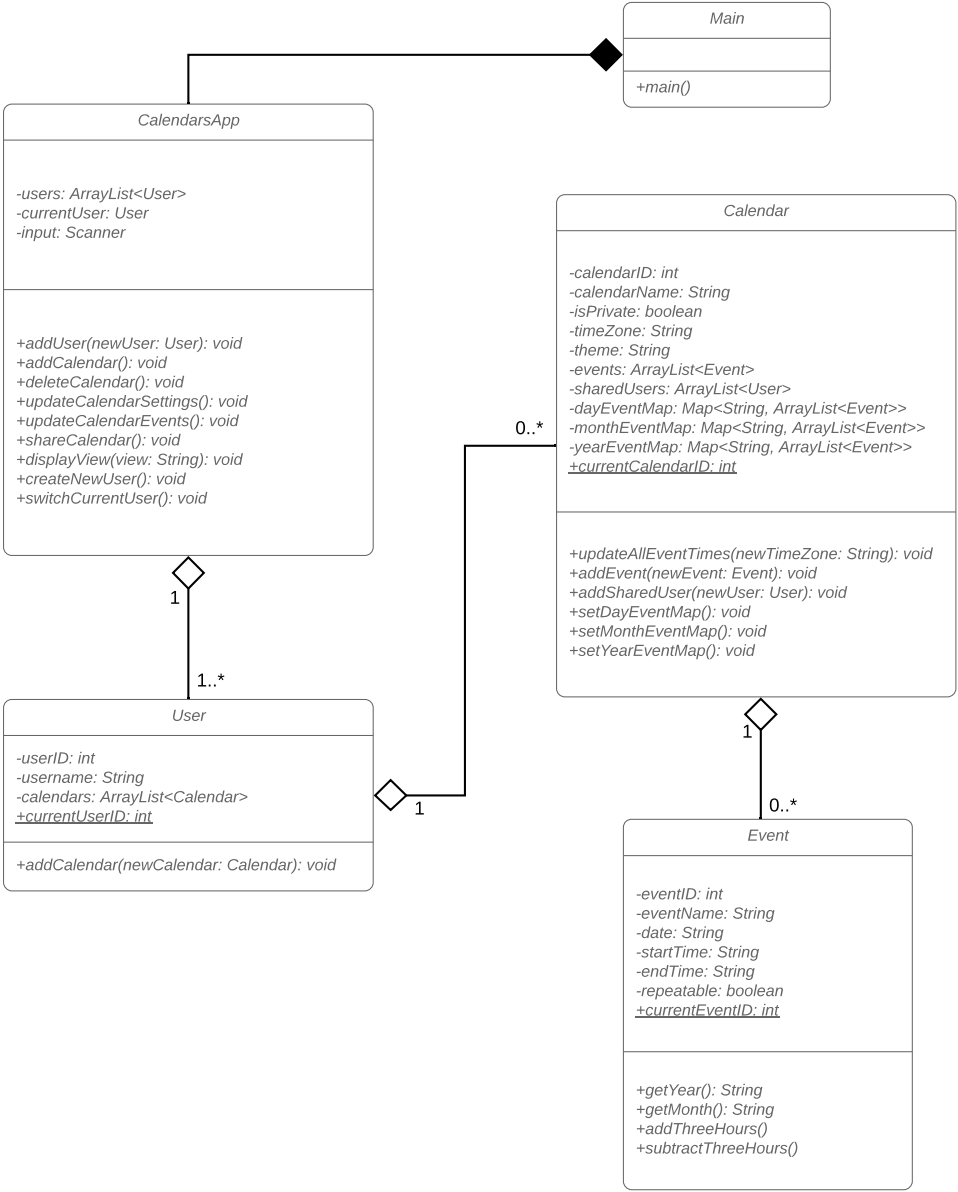 Main
+main()
CalendarsApp
-users: ArrayList<User>
-currentUser: User
-input: Scanner
+addUser(newUser: User): void
+addCalendar(): void
+deleteCalendar(): void
+updateCalendarSettings(): void
+updateCalendarEvents(): void
+shareCalendar(): void
+displayView(view: String): void
+createNewUser(): void
+switchCurrentUser(): void
1
1..*
User
-userID: int
-username: String
-calendars: ArrayList<Calendar>
+currentUserID: int
+addCalendar(newCalendar: Calendar): void
1
0..*
Calendar
-calendarID: int
-calendarName: String
-isPrivate: boolean
-timeZone: String
-theme: String
-events: ArrayList<Event>
-sharedUsers: ArrayList<User>
-dayEventMap: Map<String, ArrayList<Event>>
-monthEventMap: Map<String, ArrayList<Event>>
-yearEventMap: Map<String, ArrayList<Event>>
+currentCalendarID: int
+updateAllEventTimes(newTimeZone: String): void
+addEvent(newEvent: Event): void
+addSharedUser(newUser: User): void
+setDayEventMap(): void
+setMonthEventMap(): void
+setYearEventMap(): void
1
0..*
Event
-eventID: int
-eventName: String
-date: String
-startTime: String
-endTime: String
-repeatable: boolean
+currentEventID: int
+getYear(): String
+getMonth(): String
+addThreeHours()
+subtractThreeHours()